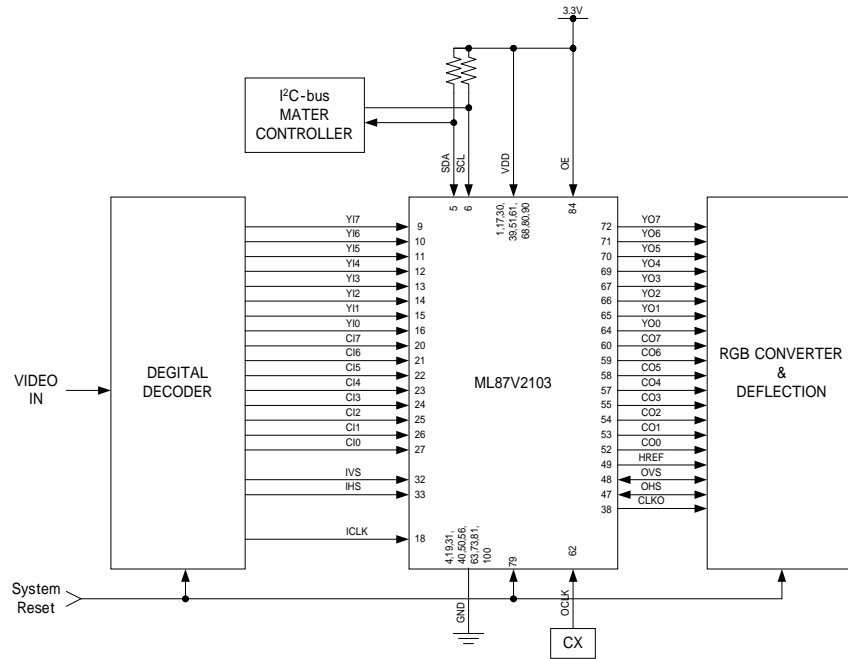 3.3V
I²C-bus
MATER
CONTROLLER
SDA
SCL
VDD
OE
5
6
1,17,30,
39,51,61,
68,80,90
84
YI7
9
YI6
10
YI5
11
YI4
12
YI3
13
YI2
14
YI1
15
YI0
16
CI7
20
CI6
21
CI5
22
CI4
23
CI3
24
CI2
25
CI1
26
CI0
27
IVS
32
IHS
33
ICLK
18
VIDEO
IN
DEGITAL
DECODER
ML87V2103
72
YO7
71
YO6
70
YO5
69
YO4
67
YO3
66
YO2
65
YO1
64
YO0
60
CO7
59
CO6
58
CO5
57
CO4
55
CO3
54
CO2
53
CO1
52
CO0
49
HREF
48
OVS
47
OHS
38
CLKO
RGB CONVERTER
&
DEFLECTION
4,19,31,
40,50,56,
63,73,81,
100
79
62
System
Reset
GND
OCLK
CX